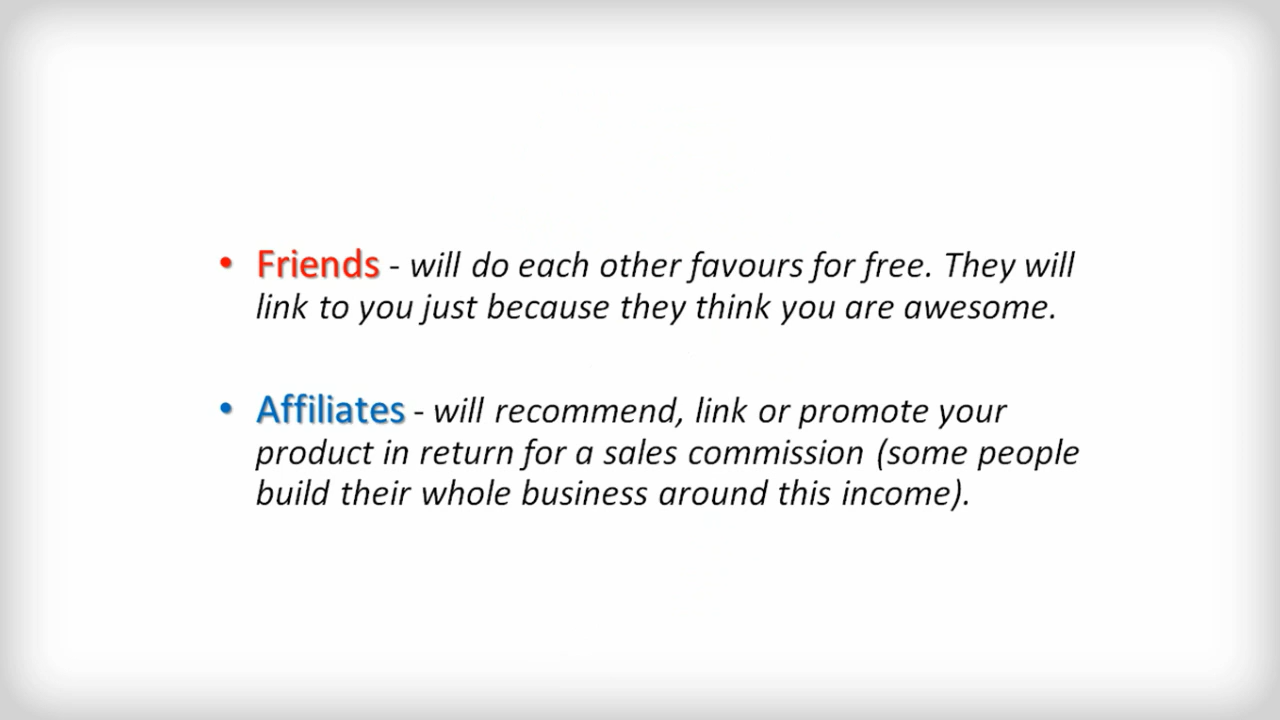 • Friends - will do each other favours for free. They will
link to you just because they think you are awesome.
• Affiliates - will recommend, link or promote your
product in return for a sales commission (some people
build their whole business around this income).